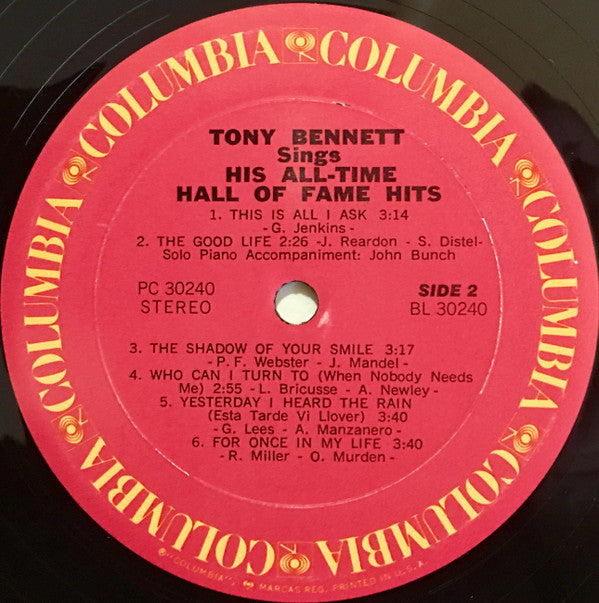 COLUMBIA COLUMBIA COLUMBIA COLUMBIA COLUMBIA COLUMBIA
TONY BENNETT
Sings
HIS ALL-TIME
HALL OF FAME HITS
1. THIS IS ALL I ASK 3:14
- G. Jenkins -
2. THE GOOD LIFE 2:26 -J. Reardon - S. Distel-
Solo Piano Accompaniment: John Bunch
PC 30240
STEREO
SIDE 2
BL 30240
3. THE SHADOW OF YOUR SMILE 3:17
- P. F. Webster - J. Mandel -
4. WHO CAN I TURN TO (When Nobody Needs
Me) 2:55 - L. Bricusse - A. Newley -
5. YESTERDAY I HEARD THE RAIN
(Esta Tarde Vi Llover) 3:40
- G. Lees - A. Manzanero -
6. FOR ONCE IN MY LIFE 3:40
- R. Miller - O. Murden -
℗"COLUMBIA", MARCAS REG. PRINTED IN U.S.A.